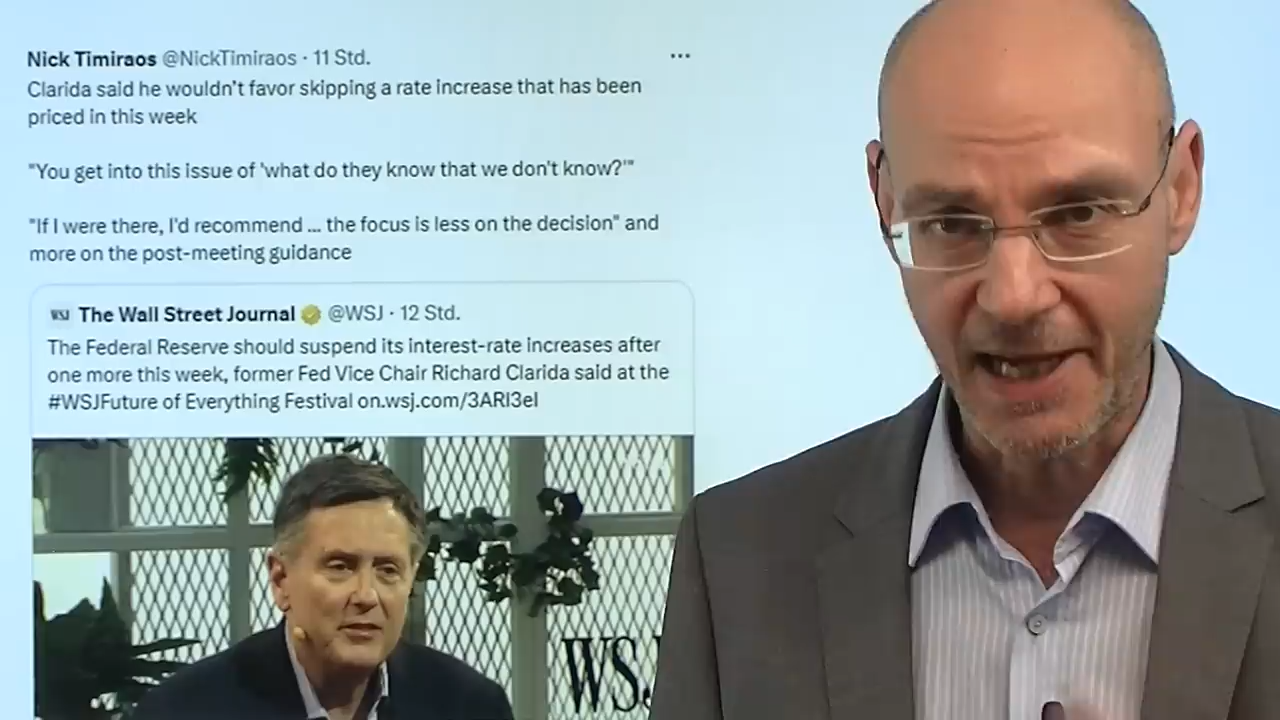 Nick Timiraos @NickTimiraos · 11 Std.
Clarida said he wouldn't favor skipping a rate increase that has been
priced in this week
"You get into this issue of 'what do they know that we don't know?'"
"If I were there, I'd recommend ... the focus is less on the decision" and
more on the post-meeting guidance
WSJ The Wall Street Journal @WSJ · 12 Std.
The Federal Reserve should suspend its interest-rate increases after
one more this week, former Fed Vice Chair Richard Clarida said at the
#WSJFuture of Everything Festival on.wsj.com/3ARI3eI
WSJ